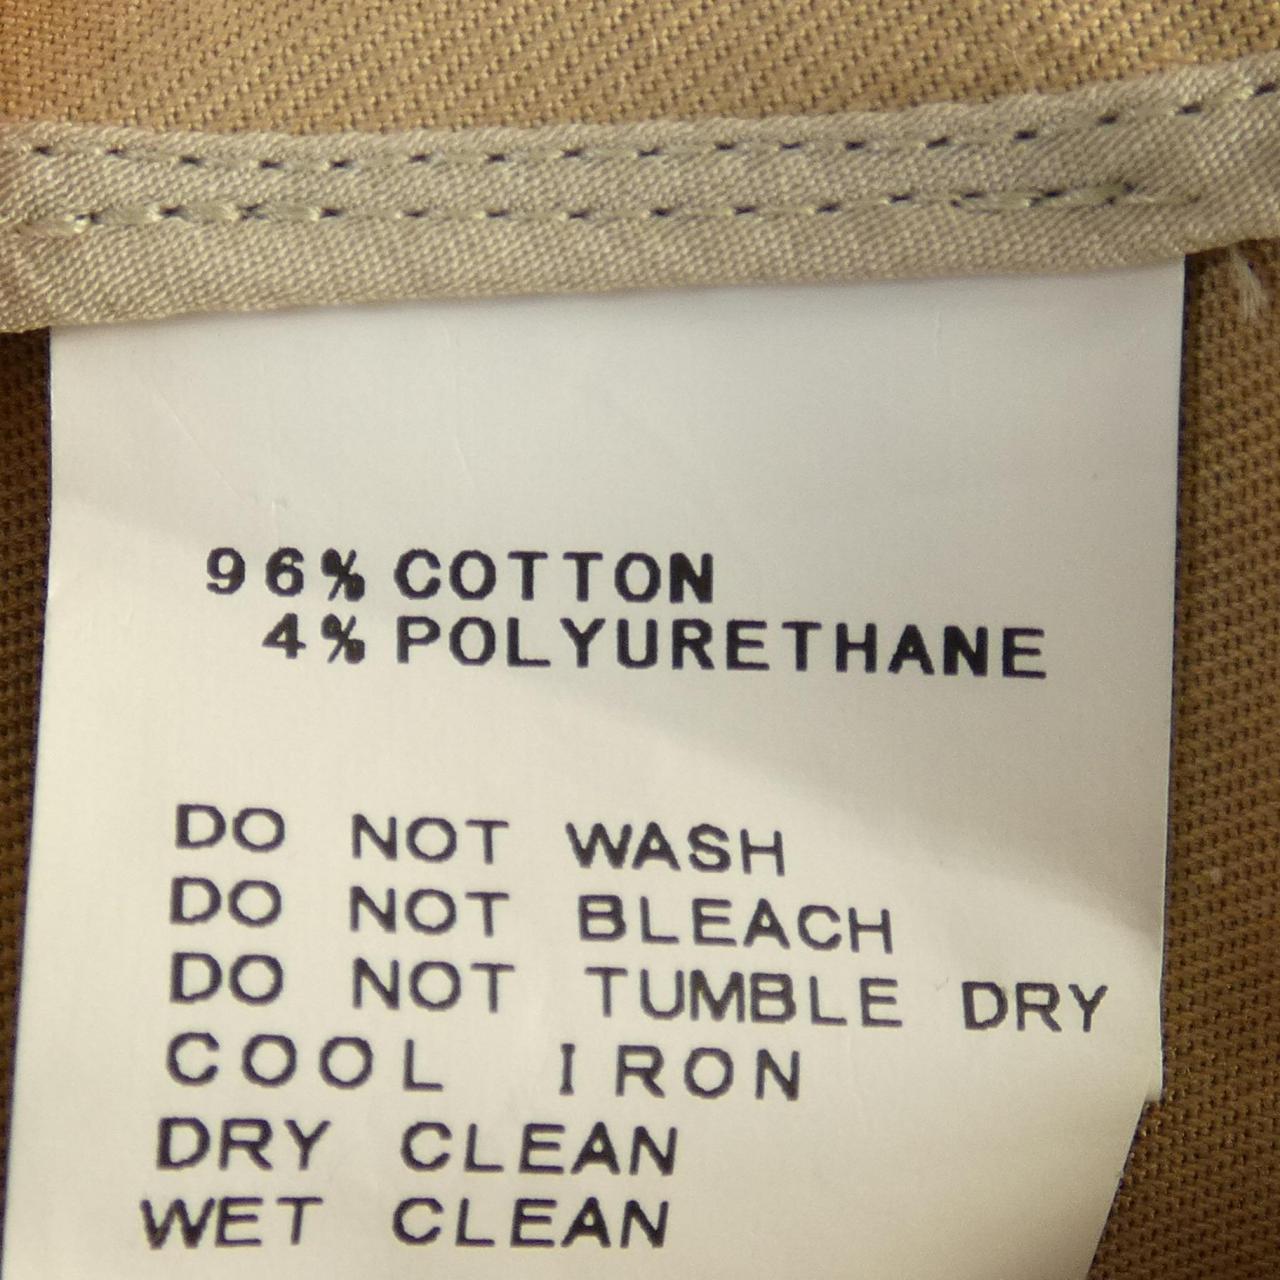 96% COTTON
4% POLYURETHANE
DO NOT WASH
DO NOT BLEACH
DO NOT TUMBLE DRY
COOL IRON
DRY CLEAN
WET CLEAN